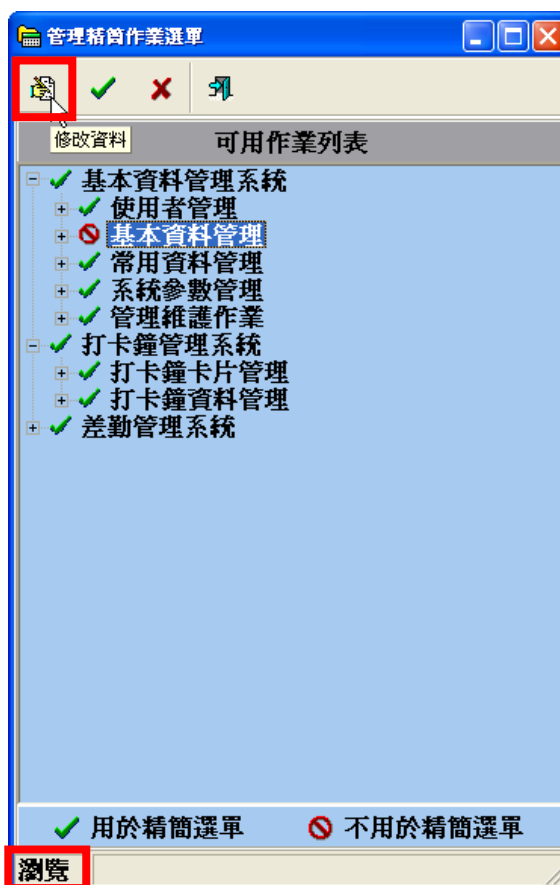 管理精簡作業選單
修改資料
可用作業列表
基本資料管理系統
使用者管理
基本資料管理
常用資料管理
系統參數管理
管理維護作業
打卡鐘管理系統
打卡鐘卡片管理
打卡鐘資料管理
差勤管理系統
用於精簡選單 不用於精簡選單
瀏覽